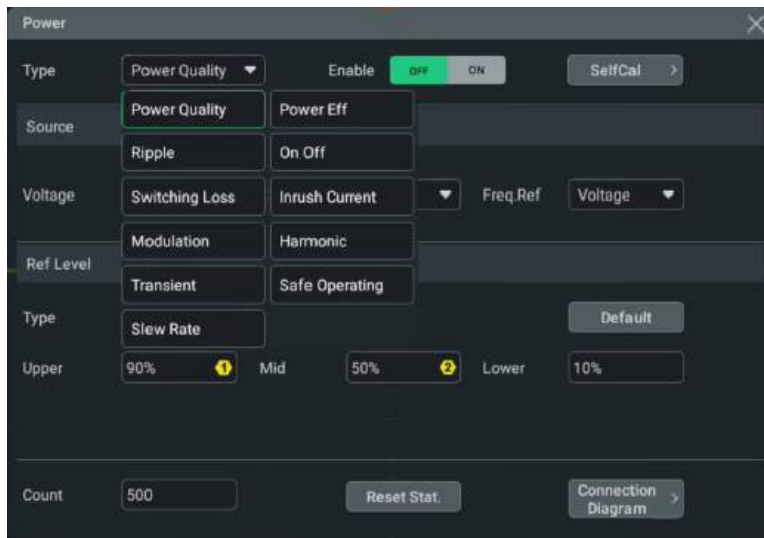 Power
Type Power Quality Enable OFF ON SelfCal >
Power Quality Power Eff
Source
Ripple On Off
Voltage Switching Loss Inrush Current Freq.Ref Voltage
Modulation Harmonic
Ref Level
Transient Safe Operating
Type Slew Rate Default
Upper 90% 1 Mid 50% 2 Lower 10%
Count 500 Reset Stat. Connection >
Diagram